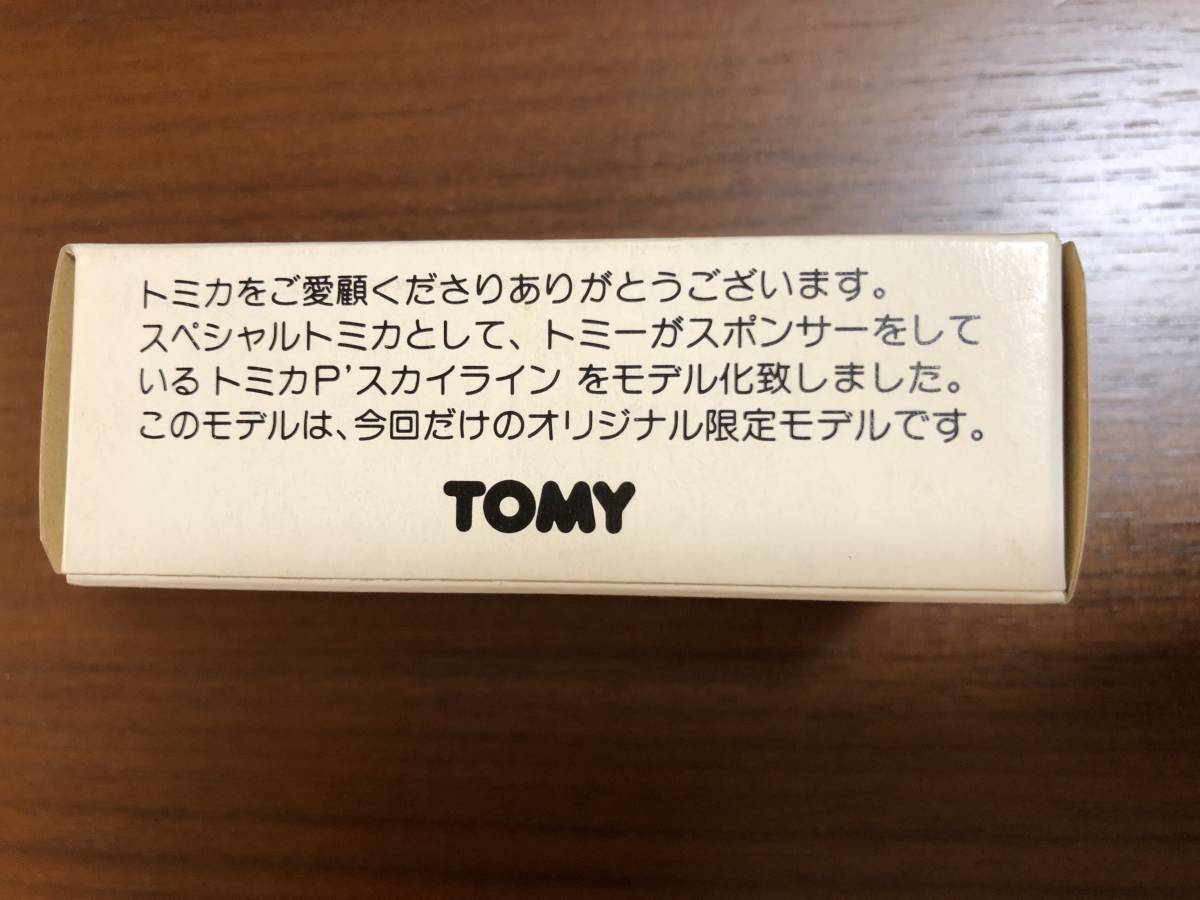 トミカをご愛顧くださりありがとうございます。
スペシャルトミカとして、トミーがスポンサーをして
いるトミカP'スカイライン をモデル化致しました。
このモデルは、今回だけのオリジナル限定モデルです。
TOMY